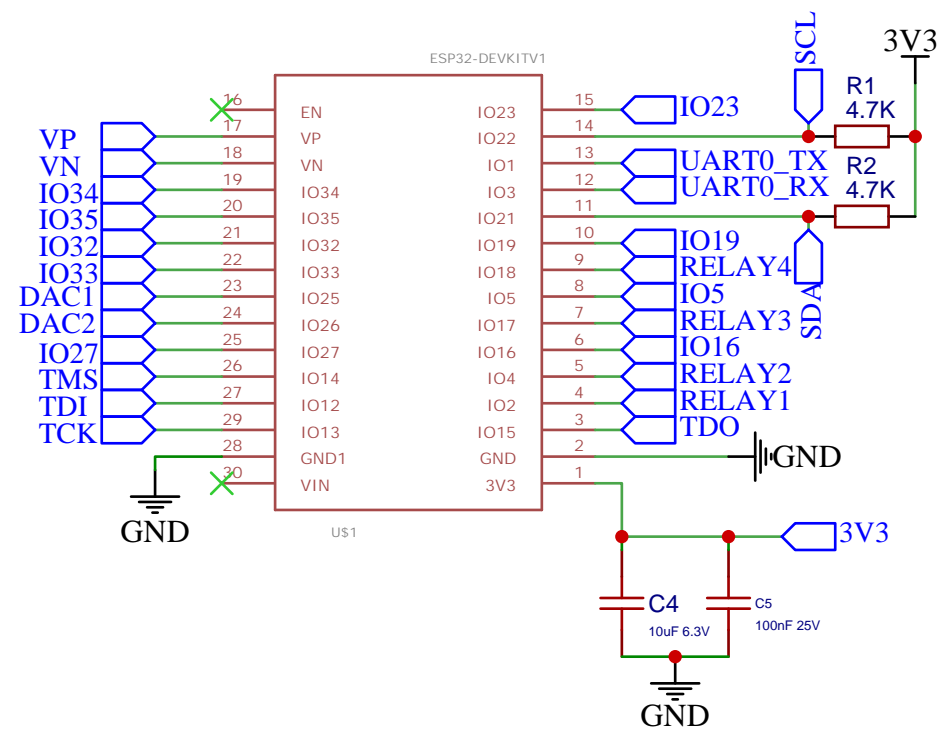 SCL
3V3
ESP32-DEVKITV1
R1
4.7K
R2
4.7K
VP 17 VP
VN 18 VN
IO34 19 IO34
IO35 20 IO35
IO32 21 IO32
IO33 22 IO33
DAC1 23 IO25
DAC2 24 IO26
IO27 25 IO27
TMS 26 IO14
TDI 27 IO12
TCK 29 IO13
28 GND1
GND
16 EN
30 VIN
IO23 15 IO23
IO22 14
IO1 13 UART0_TX
IO3 12 UART0_RX
IO21 11
SDA
IO19 10 IO19
IO18 9 RELAY4
IO5 8 IO5
IO17 7 RELAY3
IO16 6 IO16
IO4 5 RELAY2
IO2 4 RELAY1
IO15 3 TDO
GND 2 GND
3V3 1
U$1
3V3
C4
10uF 6.3V
C5
100nF 25V
GND